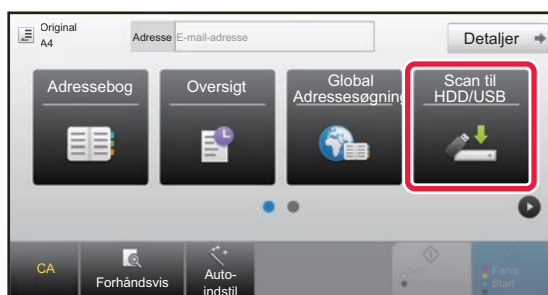 Original
A4
Adresse
E-mail-adresse
Detaljer
Adressebog
Oversigt
Global
Adressesøgning
Scan til
HDD/USB
CA
Forhåndsvis
Auto-
indstil
Farve
Start